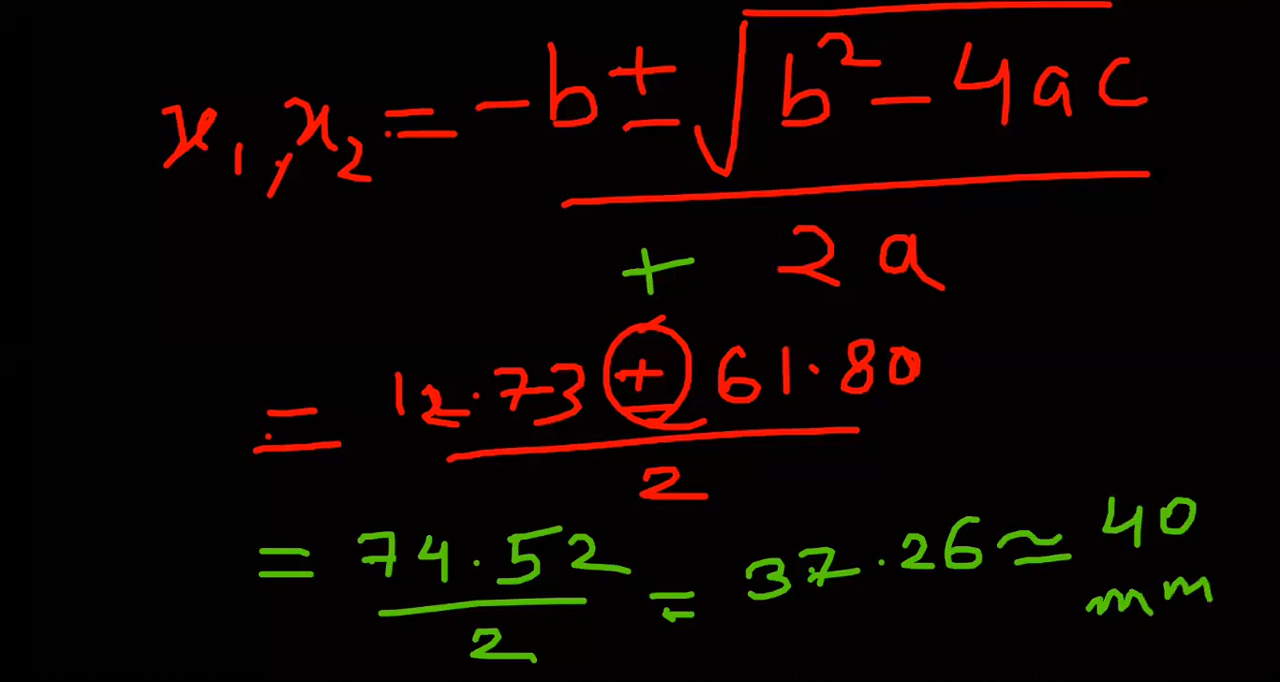 x₁, x₂ = -b ± √(b² - 4ac)
2a
+
= 12.73 ± 61.80
2
= 74.52 = 37.26 ≃ 40
2 mm